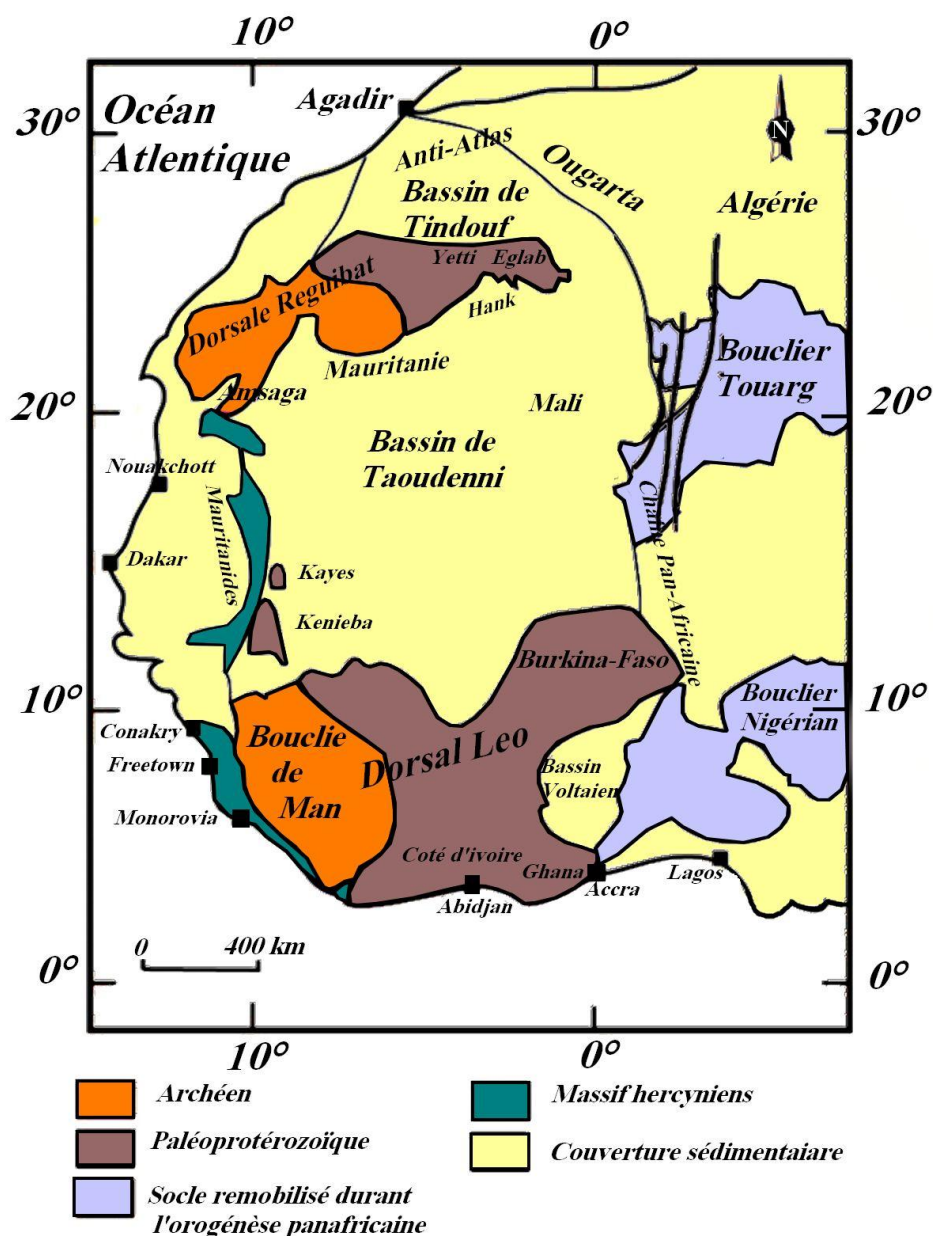 10°
0°
Océan
Atlentique
Agadir
N
30°
30°
Anti-Atlas
Ougarta
Bassin de
Tindouf
Algérie
Yetti
Eglab
Dorsale Reguibat
Hank
Mauritanie
Bouclier
Touarg
Amsaga
20°
20°
Mali
Bassin de
Taoudenni
Nouakchott
Mauritanides
Chaine Pan-Africaine
Dakar
Kayes
Kenieba
Burkina-Faso
10°
10°
Bouclier
Nigérian
Conakry
Bouclie
de
Man
Dorsal Leo
Freetown
Bassin
Voltaien
Monorovia
Coté d'ivoire
Ghana
Accra
Lagos
Abidjan
0
400 km
0°
0°
10°
0°
Archéen
Massif hercyniens
Paléoprotérozoïque
Couverture sédimentaiare
Socle remobilisé durant
l'orogénèse panafricaine